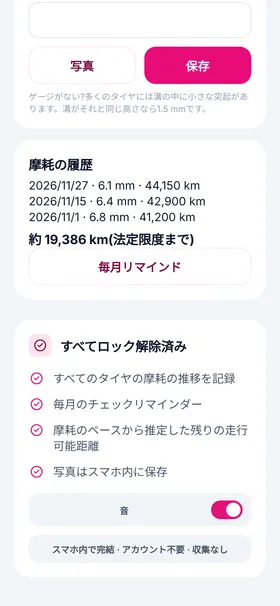 写真
保存
ゲージがない?多くのタイヤには溝の中に小さな突起があ
ります。溝がそれと同じ高さなら1.5 mmです。
摩耗の履歴
2026/11/27 · 6.1 mm · 44,150 km
2026/11/15 · 6.4 mm · 42,900 km
2026/11/1 · 6.8 mm · 41,200 km
約 19,386 km(法定限度まで)
毎月リマインド
すべてロック解除済み
すべてのタイヤの摩耗の推移を記録
毎月のチェックリマインダー
摩耗のペースから推定した残りの走行
可能距離
写真はスマホ内に保存
音
スマホ内で完結 · アカウント不要 · 収集なし